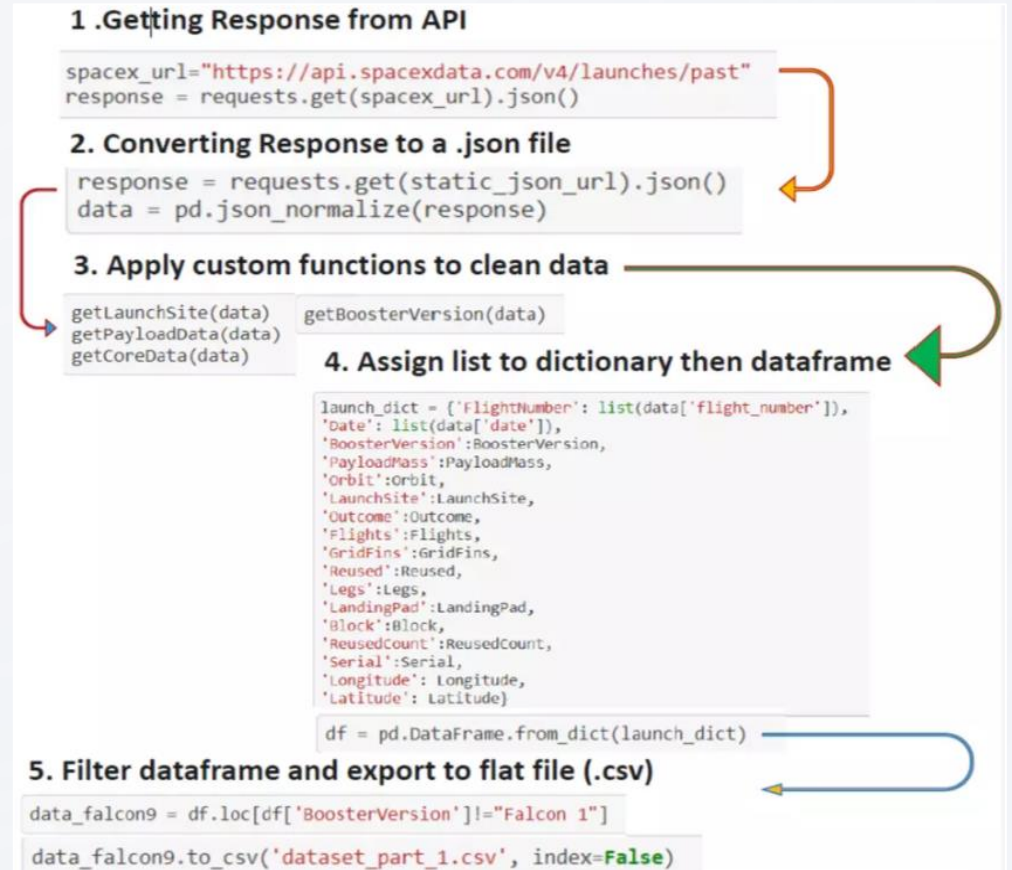 1 .Getting Response from API
spacex_url="https://api.spacexdata.com/v4/launches/past"
response = requests.get(spacex_url).json()
2. Converting Response to a .json file
response = requests.get(static_json_url).json()
data = pd.json_normalize(response)
3. Apply custom functions to clean data
getLaunchSite(data)
getPayloadData(data)
getCoreData(data)
getBoosterVersion(data)
4. Assign list to dictionary then dataframe
launch_dict = {'FlightNumber': list(data['flight_number']),
'Date': list(data['date']),
'BoosterVersion':BoosterVersion,
'PayloadMass':PayloadMass,
'Orbit':Orbit,
'LaunchSite':LaunchSite,
'Outcome':Outcome,
'Flights':Flights,
'GridFins':GridFins,
'Reused':Reused,
'Legs':Legs,
'LandingPad':LandingPad,
'Block':Block,
'ReusedCount':ReusedCount,
'Serial':Serial,
'Longitude': Longitude,
'Latitude': Latitude}
df = pd.DataFrame.from_dict(launch_dict)
5. Filter dataframe and export to flat file (.csv)
data_falcon9 = df.loc[df['BoosterVersion']!="Falcon 1"]
data_falcon9.to_csv('dataset_part_1.csv', index=False)